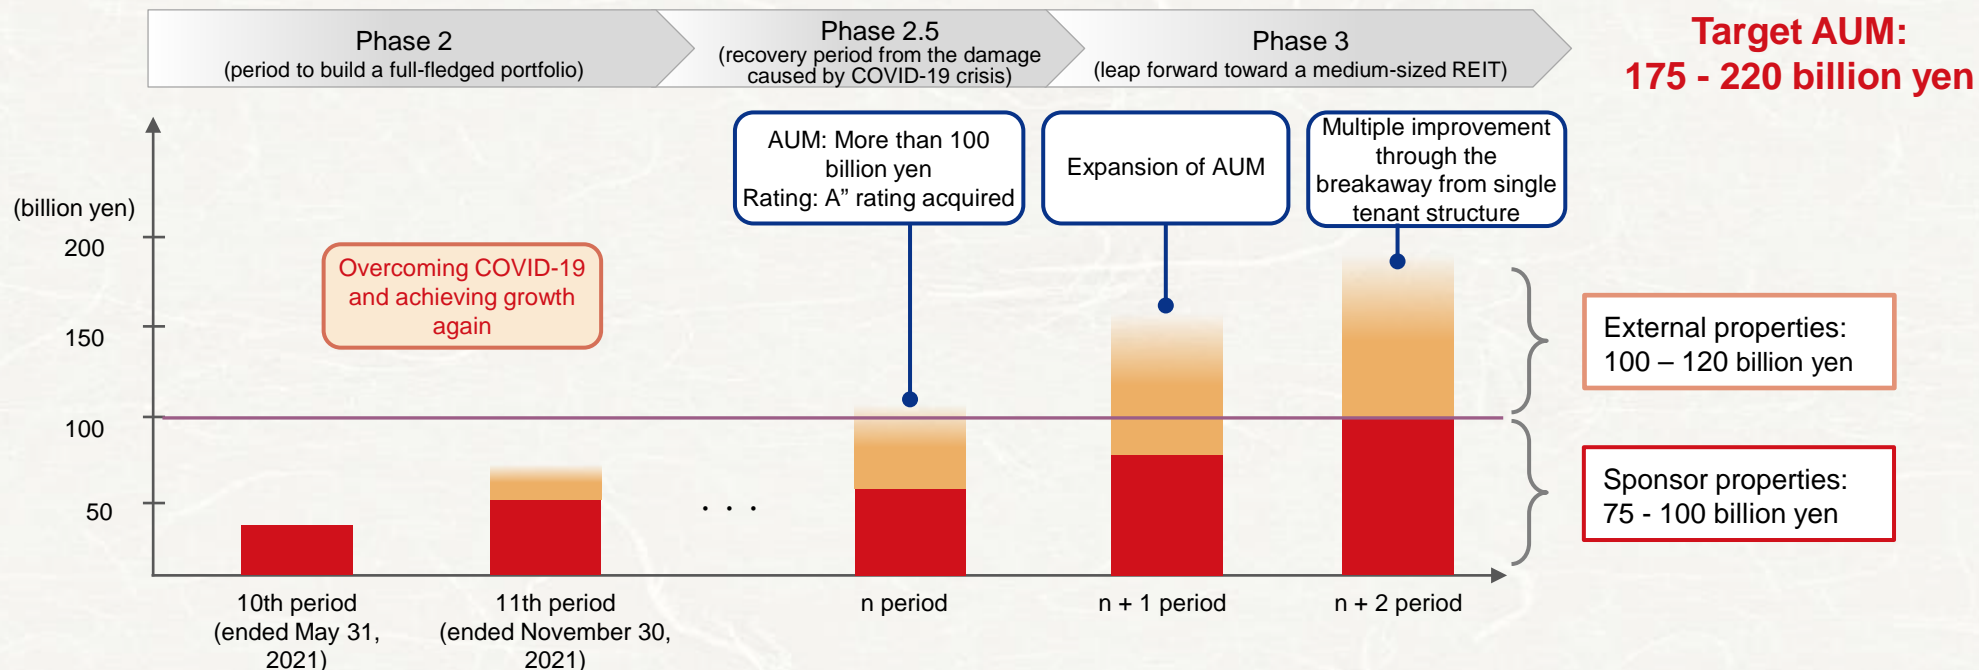 Phase 2
(period to build a full-fledged portfolio)
Phase 2.5
(recovery period from the damage
caused by COVID-19 crisis)
Phase 3
(leap forward toward a medium-sized REIT)
Target AUM:
175 - 220 billion yen
AUM: More than 100
billion yen
Rating: A” rating acquired
Expansion of AUM
Multiple improvement
through the
breakaway from single
tenant structure
(billion yen)
200
150
100
50
Overcoming COVID-19
and achieving growth
again
External properties:
100 – 120 billion yen
Sponsor properties:
75 - 100 billion yen
. . .
10th period
(ended May 31,
2021)
11th period
(ended November 30,
2021)
n period
n + 1 period
n + 2 period